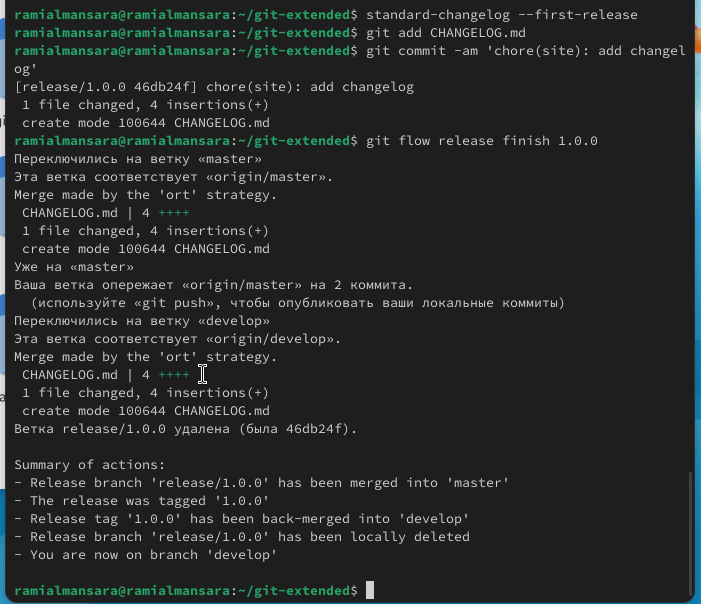 ramialmansara@ramialmansara:~/git-extended$ standard-changelog --first-release
ramialmansara@ramialmansara:~/git-extended$ git add CHANGELOG.md
ramialmansara@ramialmansara:~/git-extended$ git commit -am 'chore(site): add changel
og'
[release/1.0.0 46db24f] chore(site): add changelog
 1 file changed, 4 insertions(+)
 create mode 100644 CHANGELOG.md
ramialmansara@ramialmansara:~/git-extended$ git flow release finish 1.0.0
Переключились на ветку «master»
Эта ветка соответствует «origin/master».
Merge made by the 'ort' strategy.
 CHANGELOG.md | 4 ++++
 1 file changed, 4 insertions(+)
 create mode 100644 CHANGELOG.md
Уже на «master»
Ваша ветка опережает «origin/master» на 2 коммита.
  (используйте «git push», чтобы опубликовать ваши локальные коммиты)
Переключились на ветку «develop»
Эта ветка соответствует «origin/develop».
Merge made by the 'ort' strategy.
 CHANGELOG.md | 4 ++++
 1 file changed, 4 insertions(+)
 create mode 100644 CHANGELOG.md
Ветка release/1.0.0 удалена (была 46db24f).

Summary of actions:
- Release branch 'release/1.0.0' has been merged into 'master'
- The release was tagged '1.0.0'
- Release tag '1.0.0' has been back-merged into 'develop'
- Release branch 'release/1.0.0' has been locally deleted
- You are now on branch 'develop'

ramialmansara@ramialmansara:~/git-extended$